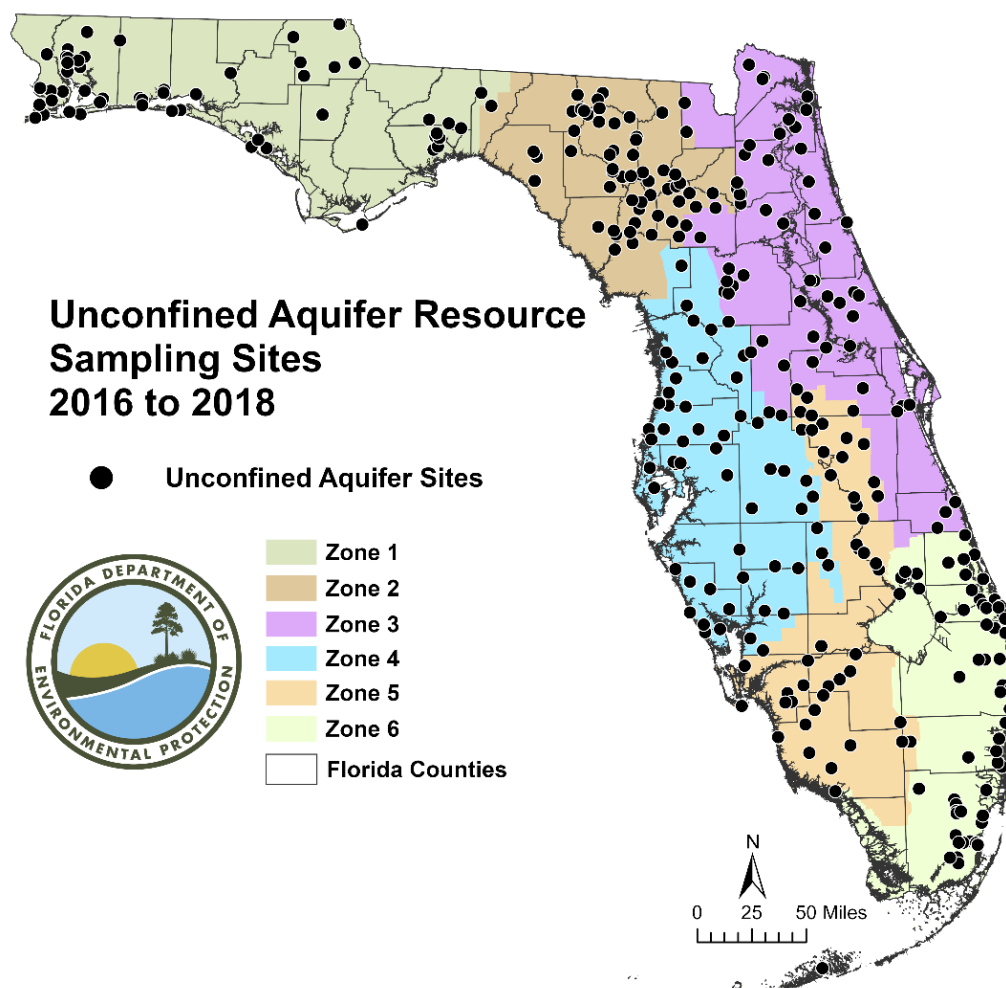 Unconfined Aquifer Resource
Sampling Sites
2016 to 2018
Unconfined Aquifer Sites
FLORIDA DEPARTMENT OF
ENVIRONMENTAL PROTECTION
Zone 1
Zone 2
Zone 3
Zone 4
Zone 5
Zone 6
Florida Counties
N
0 25 50 Miles